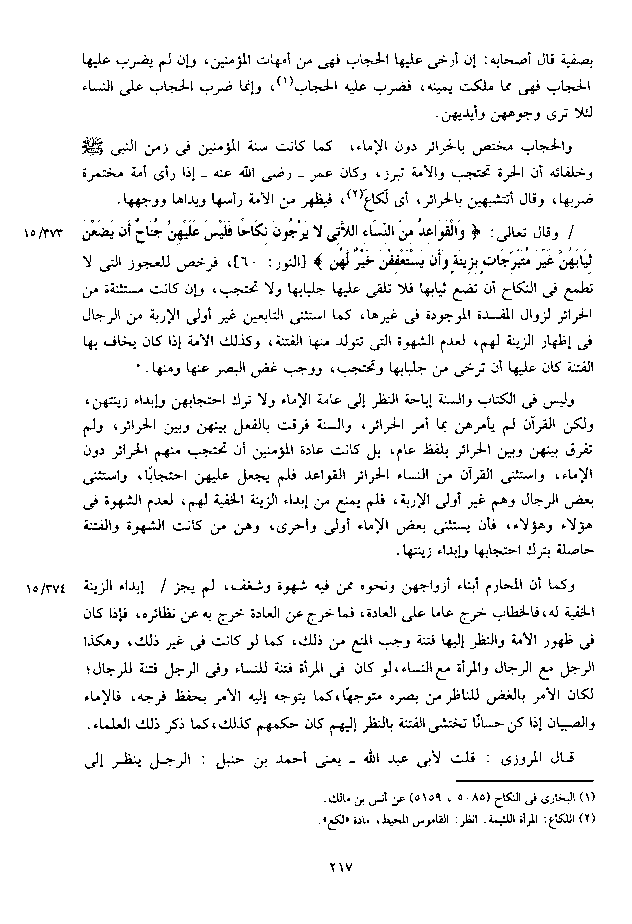 بصفية قال أصحابه: إن أرخى عليها الحجاب فهى من أمهات المؤمنين، وإن لم يضرب عليها
الحجاب فهى مما ملكت يمينه، فضرب عليه الحجاب(١)، وإنما ضرب الحجاب على النساء
لئلا ترى وجوههن وأيديهن.
والحجاب مختص بالحرائر دون الإماء، كما كانت سنة المؤمنين فى زمن النبى ﷺ
وخلفائه أن الحرة تحتجب والأمة تبرز، وكان عمر ـ رضى الله عنه ـ إذا رأى أمة مختمرة
ضربها، وقال أتتشبهين بالحرائر، أى لَكَاع(٢)، فيظهر من الأمة رأسها ويداها ووجهها.
/ وقال تعالى: ﴿ وَالْقَوَاعِدُ مِنَ النِّسَاءِ اللاَّتِي لا يَرْجُونَ نِكَاحًا فَلَيْسَ عَلَيْهِنَّ جُنَاحٌ أَن يَضَعْنَ ١٥/٣٧٣
ثِيَابَهُنَّ غَيْرَ مُتَبَرِّجَاتٍ بِزِينَةٍ وَأَن يَسْتَعْفِفْنَ خَيْرٌ لَّهُنَّ ﴾ [النور: ٦٠]، فرخص للعجوز التى لا
تطمع فى النكاح أن تضع ثيابها فلا تلقى عليها جلبابها ولا تحتجب، وإن كانت مستثناة من
الحرائر لزوال المفسدة الموجودة فى غيرها، كما استثنى التابعين غير أولى الإربة من الرجال
فى إظهار الزينة لهم، لعدم الشهوة التى تتولد منها الفتنة، وكذلك الأمة إذا كان يخاف بها
الفتنة كان عليها أن ترخى من جلبابها وتحتجب، ووجب غض البصر عنها ومنها.
وليس فى الكتاب والسنة إباحة النظر إلى عامة الإماء ولا ترك احتجابهن وإبداء زينتهن،
ولكن القرآن لم يأمرهن بما أمر الحرائر، والسنة فرقت بالفعل بينهن وبين الحرائر، ولم
تفرق بينهن وبين الحرائر بلفظ عام، بل كانت عادة المؤمنين أن تحتجب منهم الحرائر دون
الإماء، واستثنى القرآن من النساء الحرائر القواعد فلم يجعل عليهن احتجابًا، واستثنى
بعض الرجال وهم غير أولى الإربة، فلم يمنع من إبداء الزينة الخفية لهم، لعدم الشهوة فى
هؤلاء وهؤلاء، فأن يستثنى بعض الإماء أولى وأحرى، وهن من كانت الشهوة والفتنة
حاصلة بترك احتجابها وإبداء زينتها.
وكما أن المحارم أبناء أزواجهن ونحوه ممن فيه شهوة وشغف، لم يجز / إبداء الزينة ١٥/٣٧٤
الخفية له، فالخطاب خرج عاما على العادة، فما خرج عن العادة خرج به عن نظائره، فإذا كان
فى ظهور الأمة والنظر إليها فتنة وجب المنع من ذلك، كما لو كانت فى غير ذلك، وهكذا
الرجل مع الرجال والمرأة مع النساء، لو كان فى المرأة فتنة للنساء وفى الرجل فتنة للرجال؛
لكان الأمر بالغض للناظر من بصره متوجهًا، كما يتوجه إليه الأمر بحفظ فرجه، فالإماء
والصبيان إذا كن حسانًا تختشى الفتنة بالنظر إليهم كان حكمهم كذلك، كما ذكر ذلك العلماء.
قـال المروزى : قلت لأبى عبد الله ـ يعنى أحمد بن حنبل : الرجـل ينظـر إلى
(١) البخارى فى النكاح (٥٠٨٥ ، ٥١٥٩) عن أنس بن مالك.
(٢) اللكاع: المرأة اللئيمة. انظر: القاموس المحيط، مادة «لكع».
٢١٧